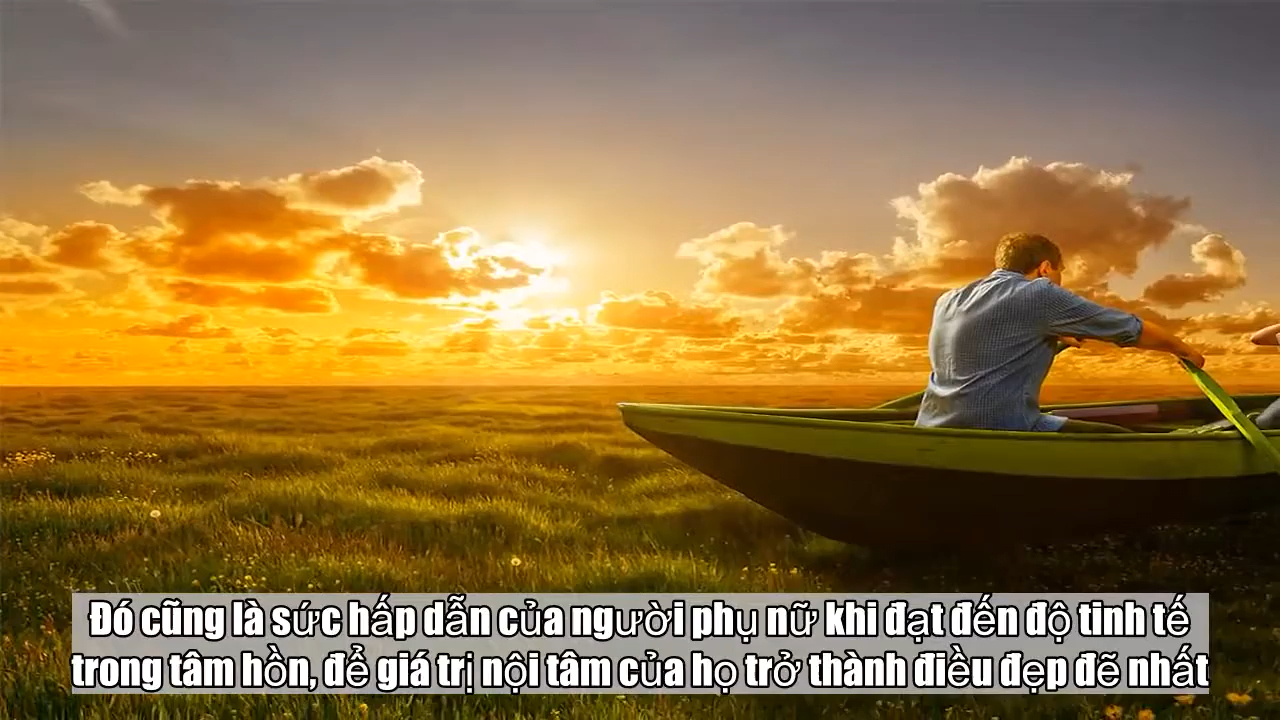 Đó cũng là sức hấp dẫn của người phụ nữ khi đạt đến độ tinh tế
trong tâm hồn, để giá trị nội tâm của họ trở thành điều đẹp đẽ nhất